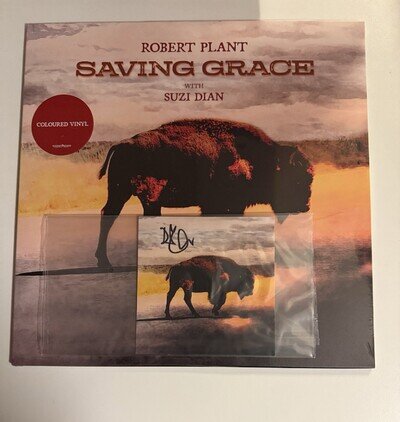 ROBERT PLANT
SAVING GRACE
WITH
SUZI DIAN
COLOURED VINYL